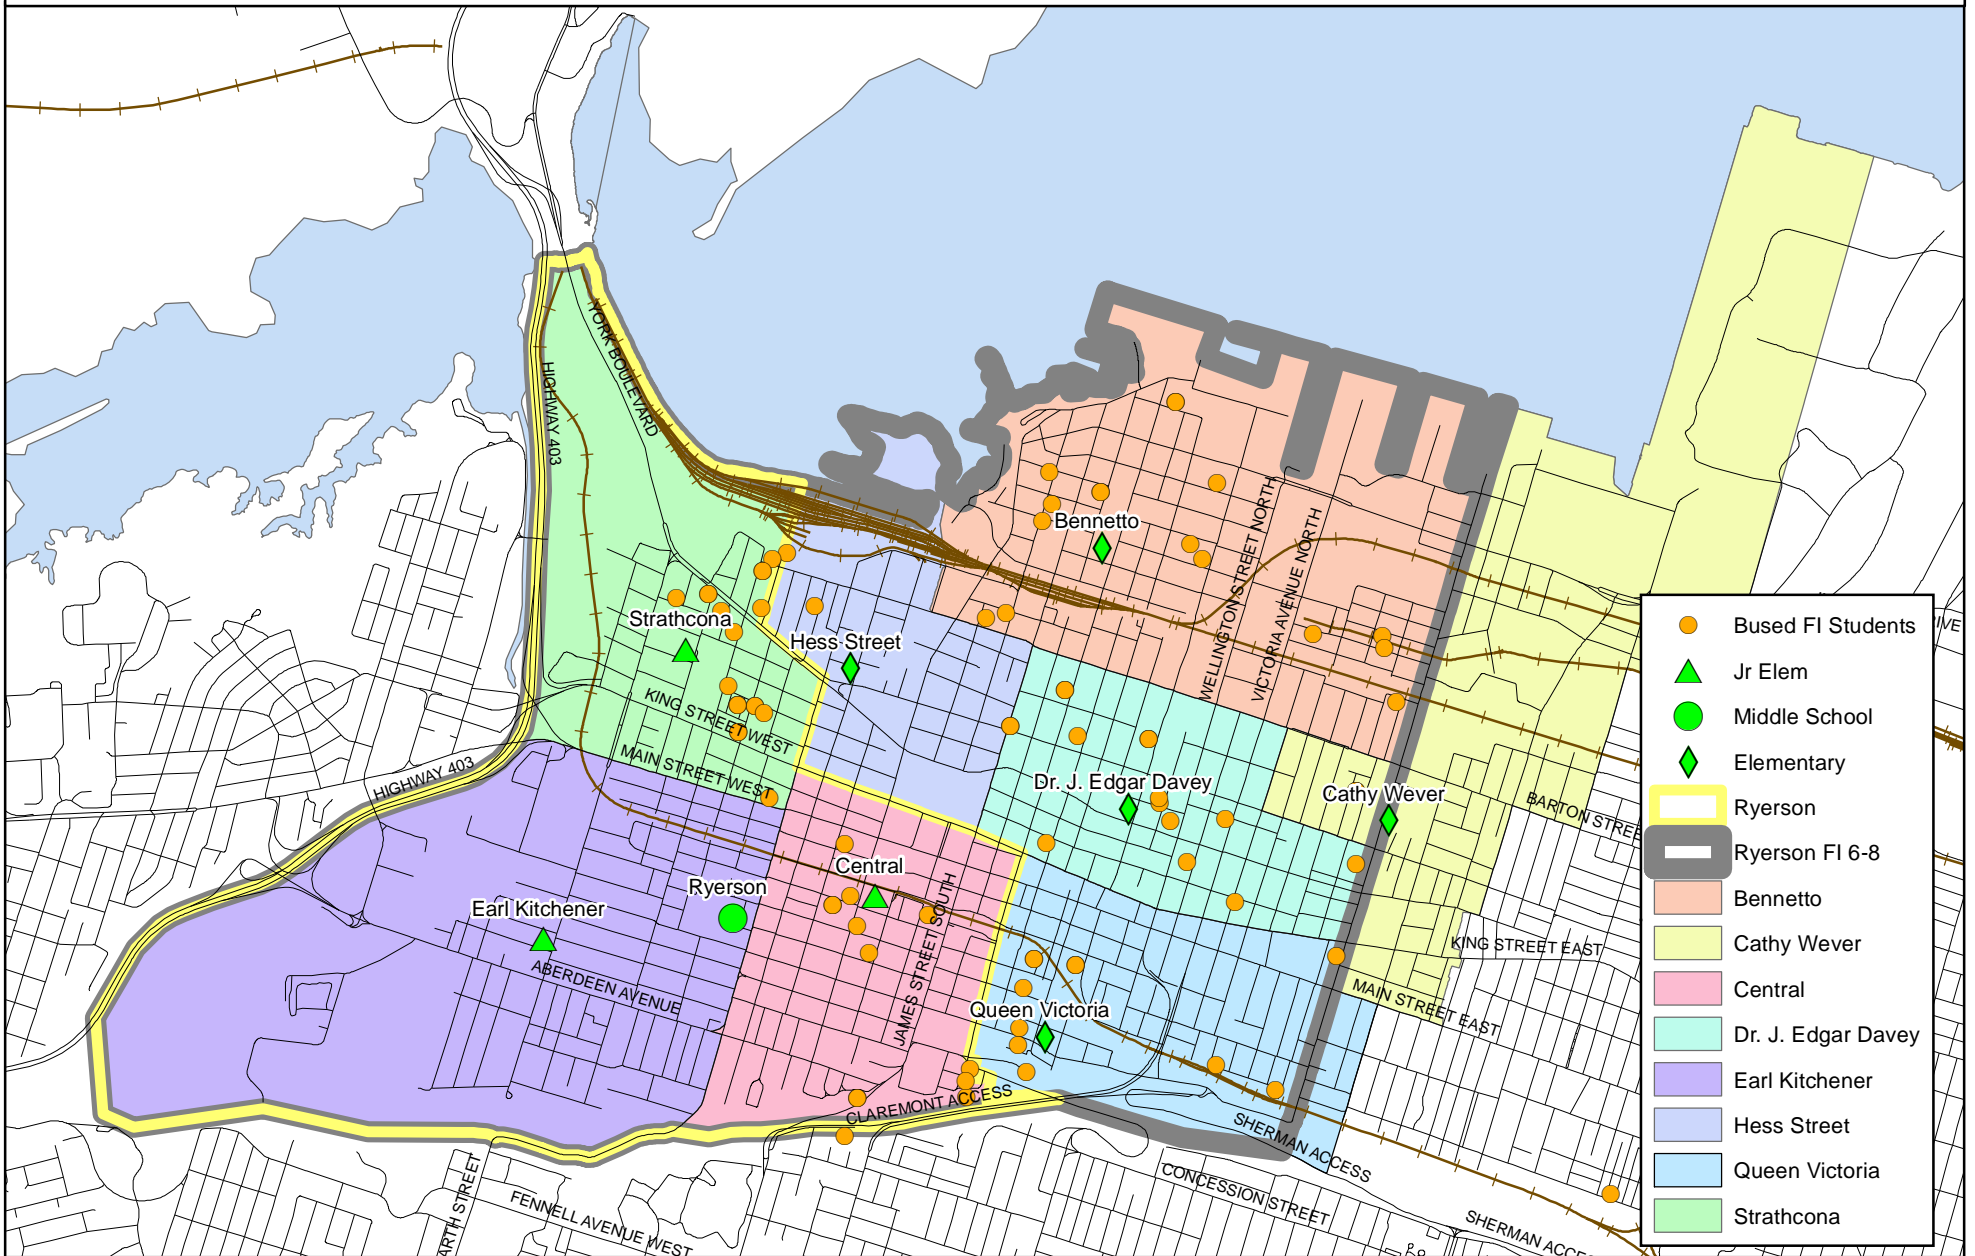 YORK BOULEVARD
HIGHWAY 403
Bennetto
WELLINGTON STREET NORTH
VICTORIA AVENUE NORTH
Strathcona
Hess Street
KING STREET WEST
MAIN STREET WEST
HIGHWAY 403
Dr. J. Edgar Davey
Cathy Wever
BARTON STREE
Central
Ryerson
Earl Kitchener
JAMES STREET SOUTH
ABERDEEN AVENUE
KING STREET EAST
MAIN STREET EAST
Queen Victoria
CLAREMONT ACCESS
SHERMAN ACCESS
CONCESSION STREET
FENNELL AVENUE WEST
ARTH STREET
SHERMAN ACCES
IVE
Bused FI Students
Jr Elem
Middle School
Elementary
Ryerson
Ryerson FI 6-8
Bennetto
Cathy Wever
Central
Dr. J. Edgar Davey
Earl Kitchener
Hess Street
Queen Victoria
Strathcona